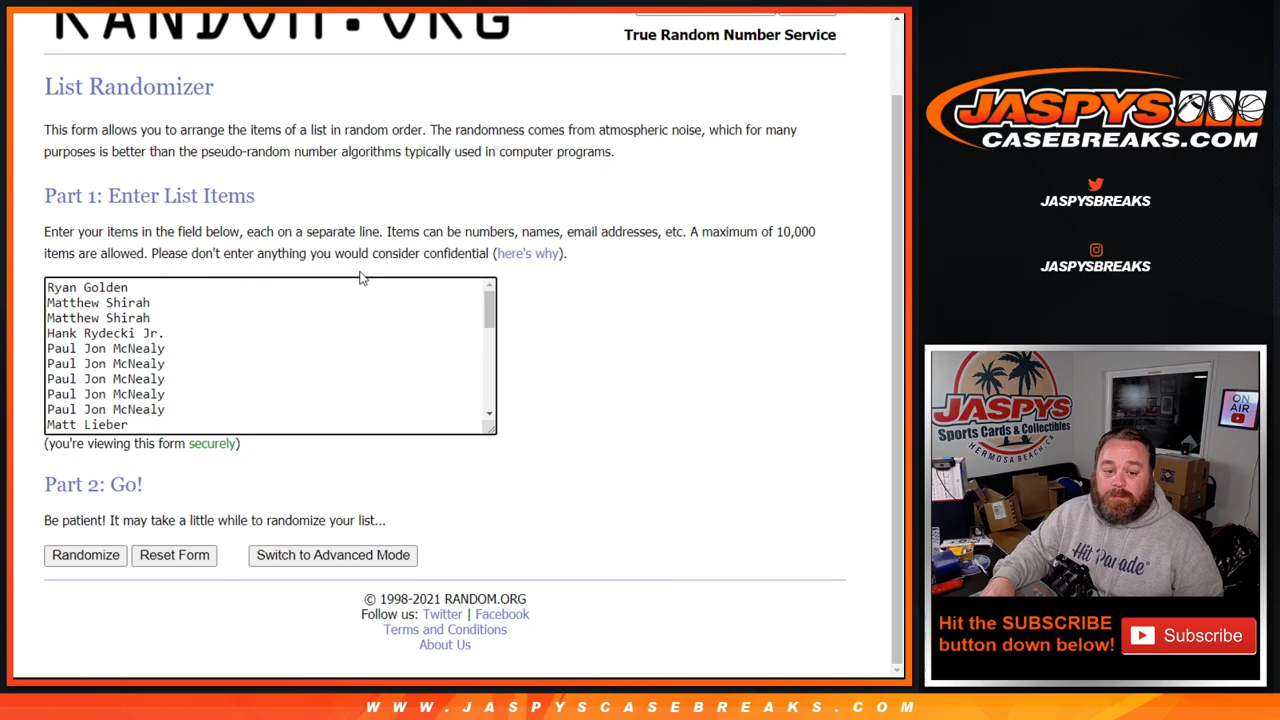 RANDOM.ORG
True Random Number Service
List Randomizer
This form allows you to arrange the items of a list in random order. The randomness comes from atmospheric noise, which for many
purposes is better than the pseudo-random number algorithms typically used in computer programs.
Part 1: Enter List Items
Enter your items in the field below, each on a separate line. Items can be numbers, names, email addresses, etc. A maximum of 10,000
items are allowed. Please don't enter anything you would consider confidential (here's why).
Ryan Golden
Matthew Shirah
Matthew Shirah
Hank Rydecki Jr.
Paul Jon McNealy
Paul Jon McNealy
Paul Jon McNealy
Paul Jon McNealy
Paul Jon McNealy
Matt Lieber
(you're viewing this form securely)
Part 2: Go!
Be patient! It may take a little while to randomize your list...
Randomize Reset Form Switch to Advanced Mode
© 1998-2021 RANDOM.ORG
Follow us: Twitter | Facebook
Terms and Conditions
About Us
JASPYS
CASEBREAKS.COM
JASPYSBREAKS
JASPYSBREAKS
JASPYS
Sports Cards & Collectibles
HERMOSA BEACH, CA
ON
AIR
Hit Parade
Hit the SUBSCRIBE
button down below!
Subscribe
WWW.JASPYSCASEBREAKS.COM